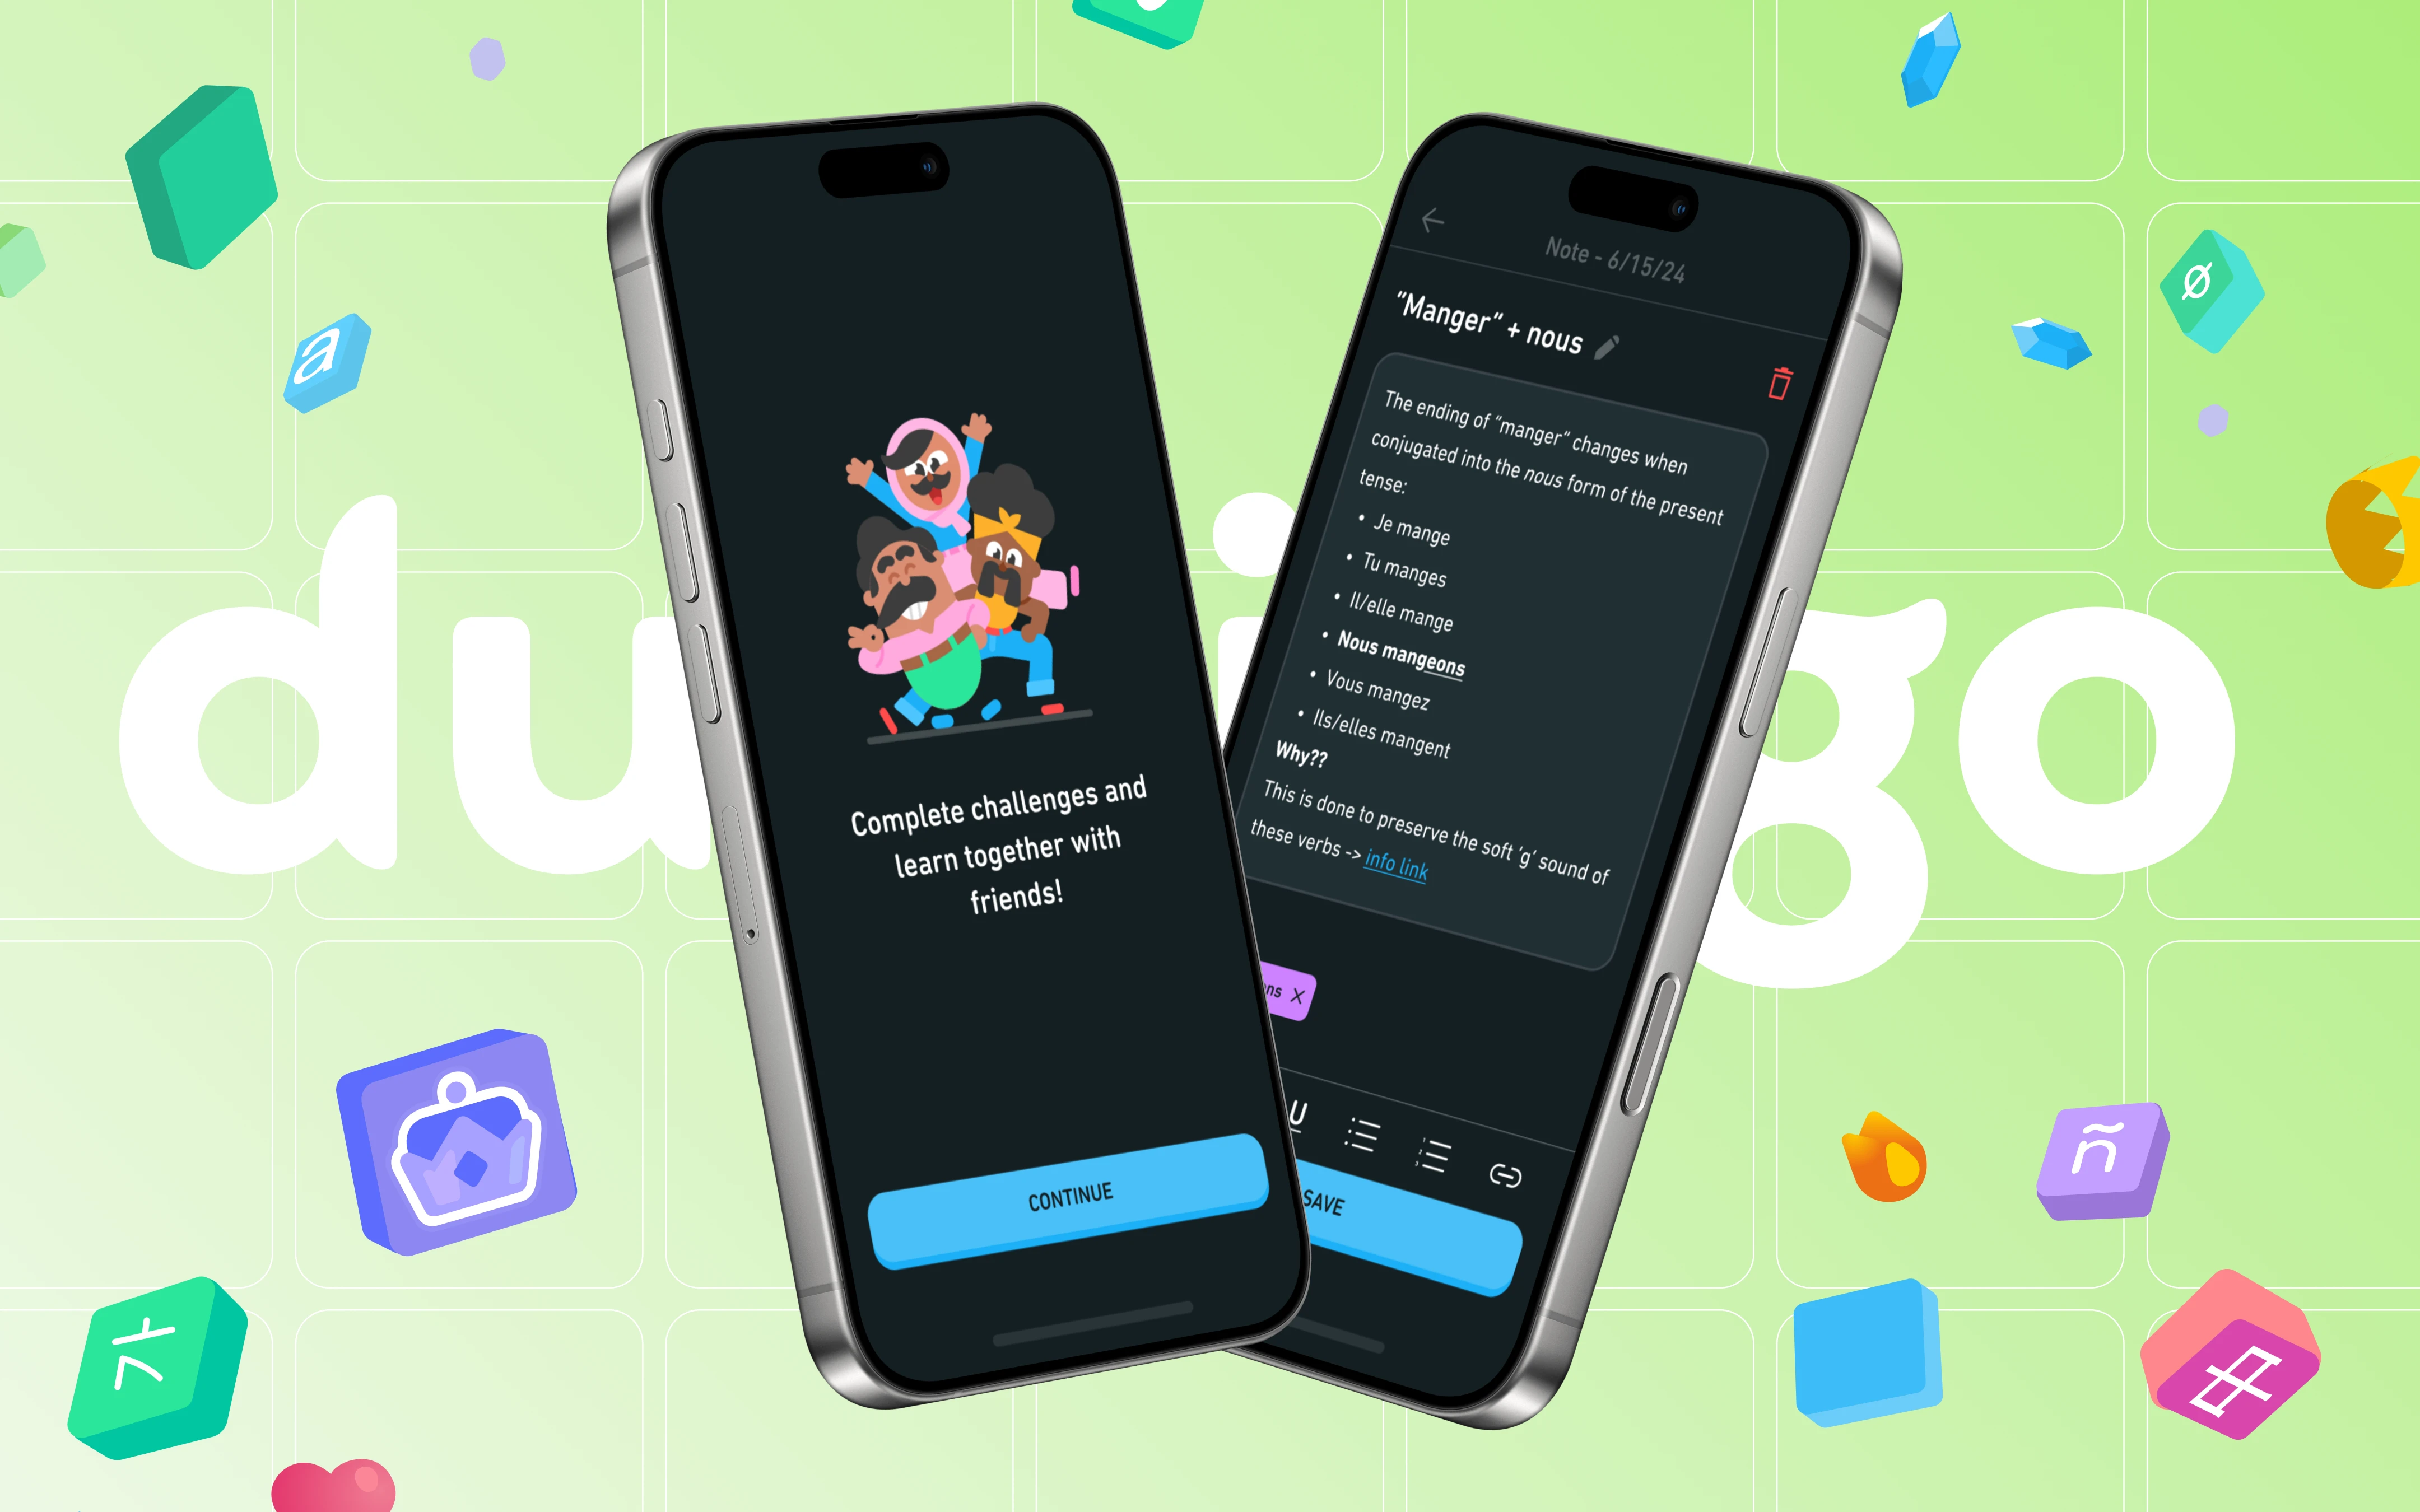 du
go
a
ø
ñ
Complete challenges and
learn together with
friends!
CONTINUE
Note - 6/15/24
“Manger” + nous
The ending of “manger” changes when
conjugated into the nous form of the present
tense:
• Je mange
• Tu manges
• Il/elle mange
• Nous mangeons
• Vous mangez
• Ils/elles mangent
Why??
This is done to preserve the soft ‘g’ sound of
these verbs -> info link
ns X
U
SAVE